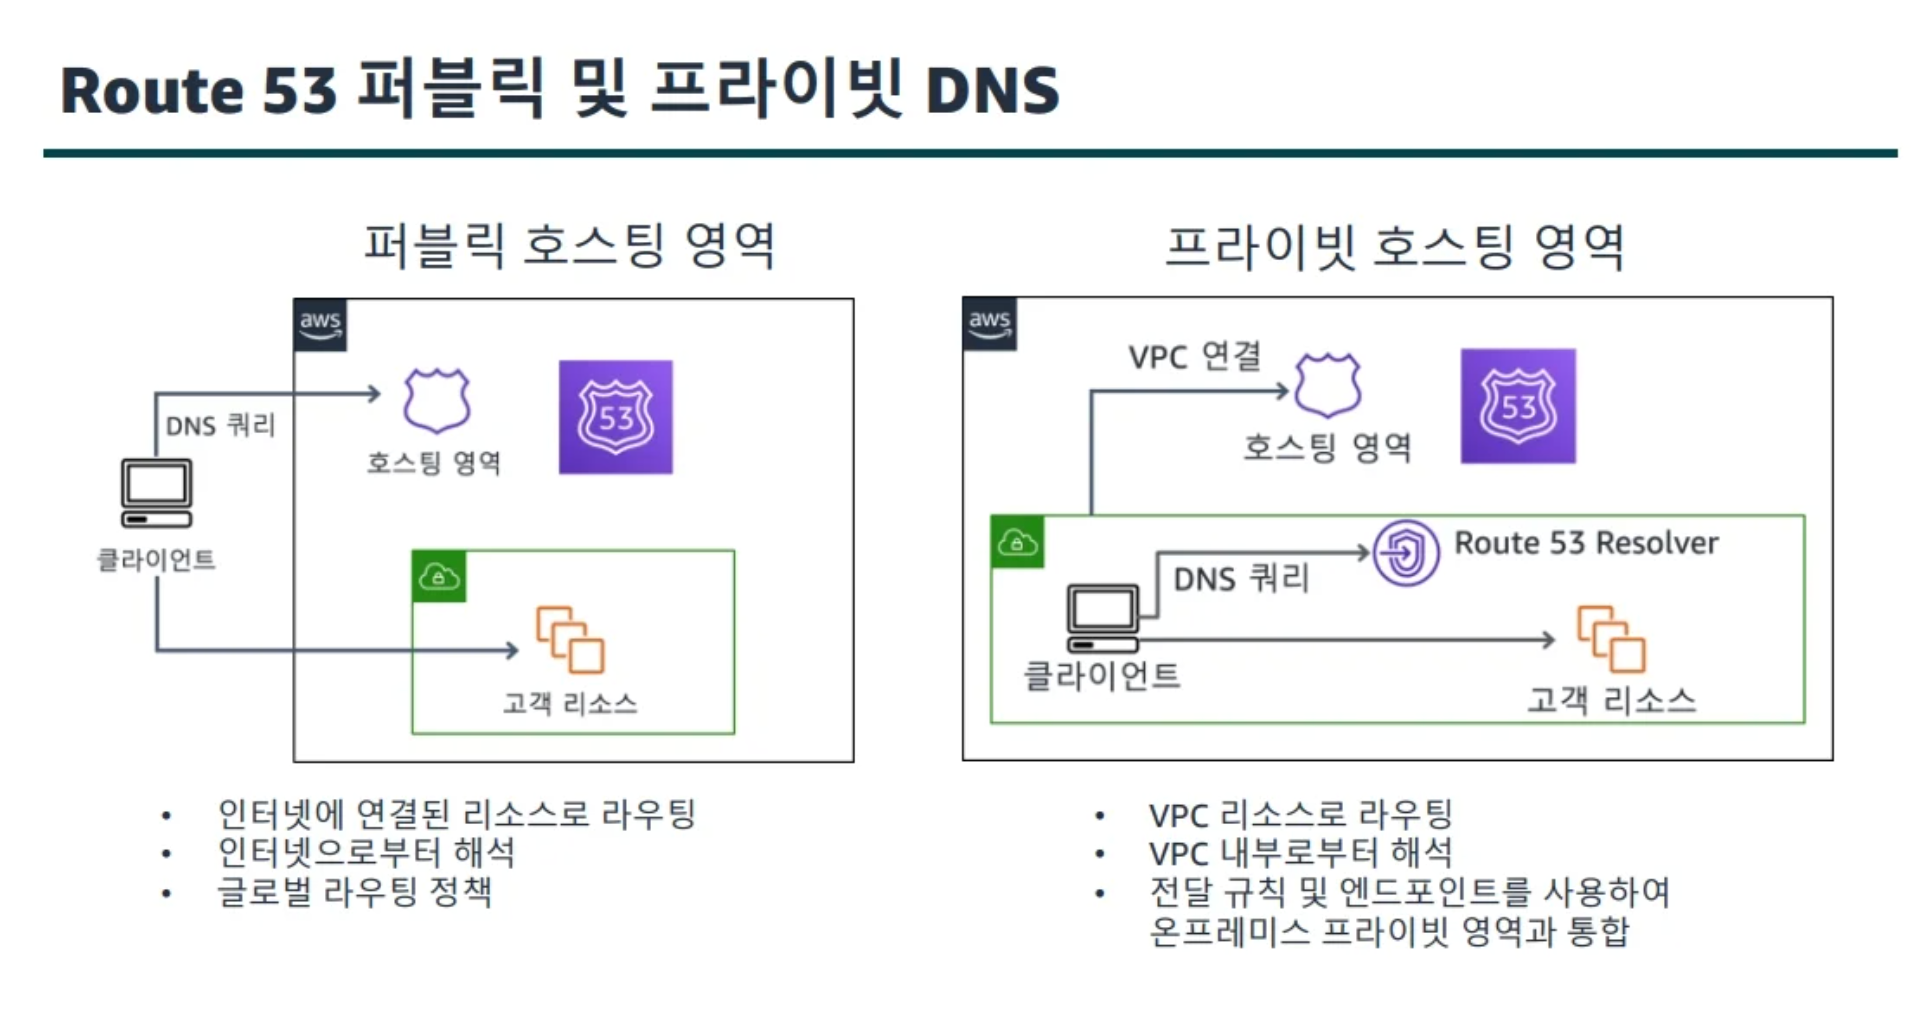 Route 53 퍼블릭 및 프라이빗 DNS
퍼블릭 호스팅 영역
aws
DNS 쿼리
호스팅 영역
53
클라이언트
고객 리소스
• 인터넷에 연결된 리소스로 라우팅
• 인터넷으로부터 해석
• 글로벌 라우팅 정책
프라이빗 호스팅 영역
aws
VPC 연결
호스팅 영역
53
Route 53 Resolver
DNS 쿼리
클라이언트
고객 리소스
• VPC 리소스로 라우팅
• VPC 내부로부터 해석
• 전달 규칙 및 엔드포인트를 사용하여
온프레미스 프라이빗 영역과 통합